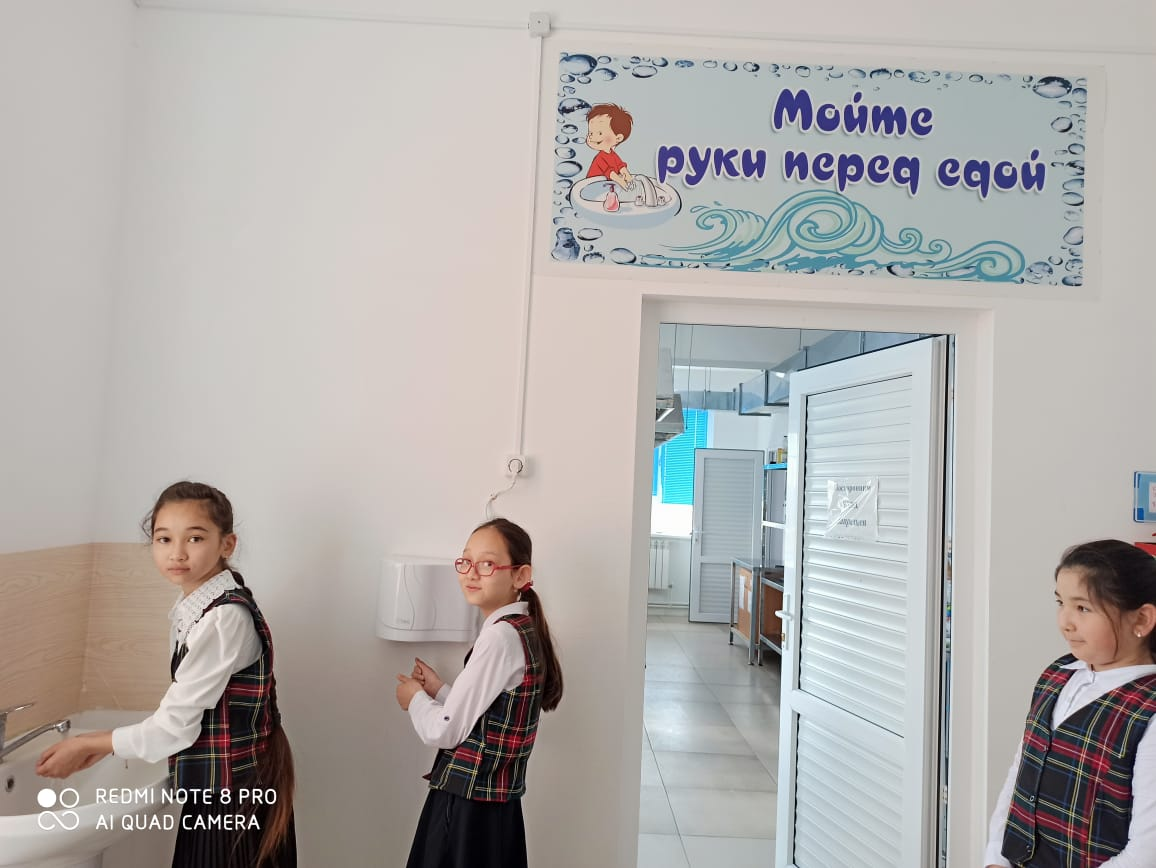 Мойте
руки перед едой
REDMI NOTE 8 PRO
AI QUAD CAMERA